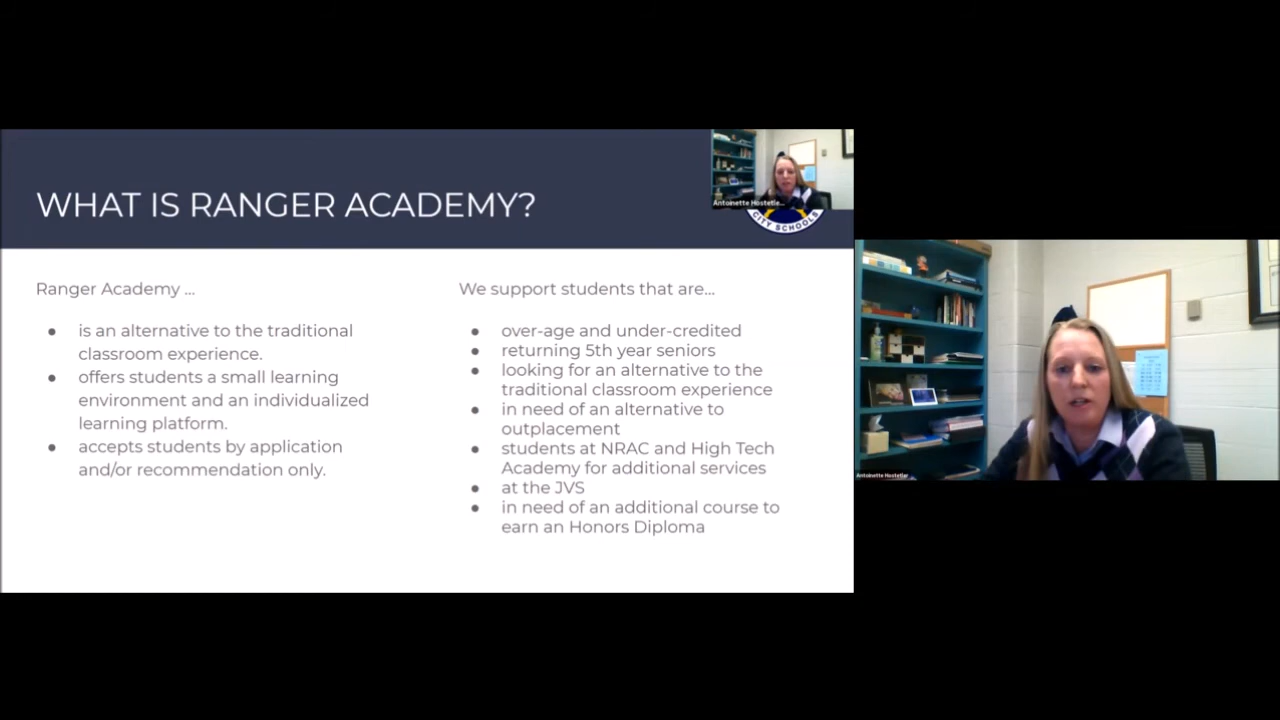 WHAT IS RANGER ACADEMY?
Antoinette Hostetle...
CITY SCHOOLS
Ranger Academy ...
● is an alternative to the traditional
classroom experience.
● offers students a small learning
environment and an individualized
learning platform.
● accepts students by application
and/or recommendation only.
We support students that are...
● over-age and under-credited
● returning 5th year seniors
● looking for an alternative to the
traditional classroom experience
● in need of an alternative to
outplacement
● students at NRAC and High Tech
Academy for additional services
● at the JVS
● in need of an additional course to
earn an Honors Diploma
Antoinette Hostetler